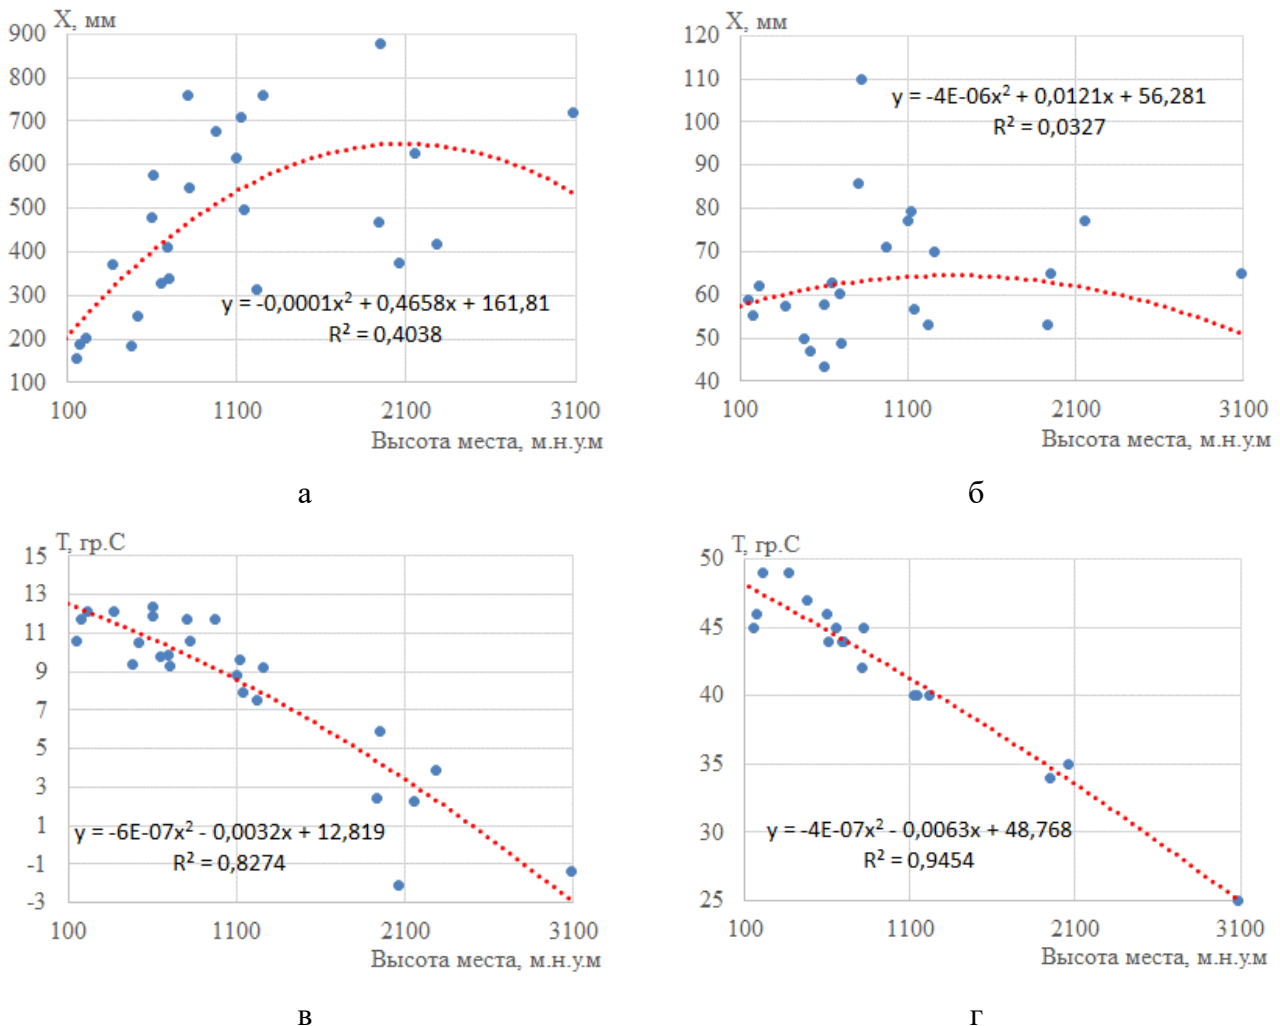 X, мм
900
800
700
600
500
400
300
200
100
y = -0,0001x² + 0,4658x + 161,81
R² = 0,4038
100 1100 2100 3100
Высота места, м.н.у.м
а
X, мм
120
110
100
90
80
70
60
50
40
y = -4E-06x² + 0,0121x + 56,281
R² = 0,0327
100 1100 2100 3100
Высота места, м.н.у.м
б
T, гр.С
15
13
11
9
7
5
3
1
-1
-3
y = -6E-07x² - 0,0032x + 12,819
R² = 0,8274
100 1100 2100 3100
Высота места, м.н.у.м
в
T, гр.С
50
45
40
35
30
25
y = -4E-07x² - 0,0063x + 48,768
R² = 0,9454
100 1100 2100 3100
Высота места, м.н.у.м
г